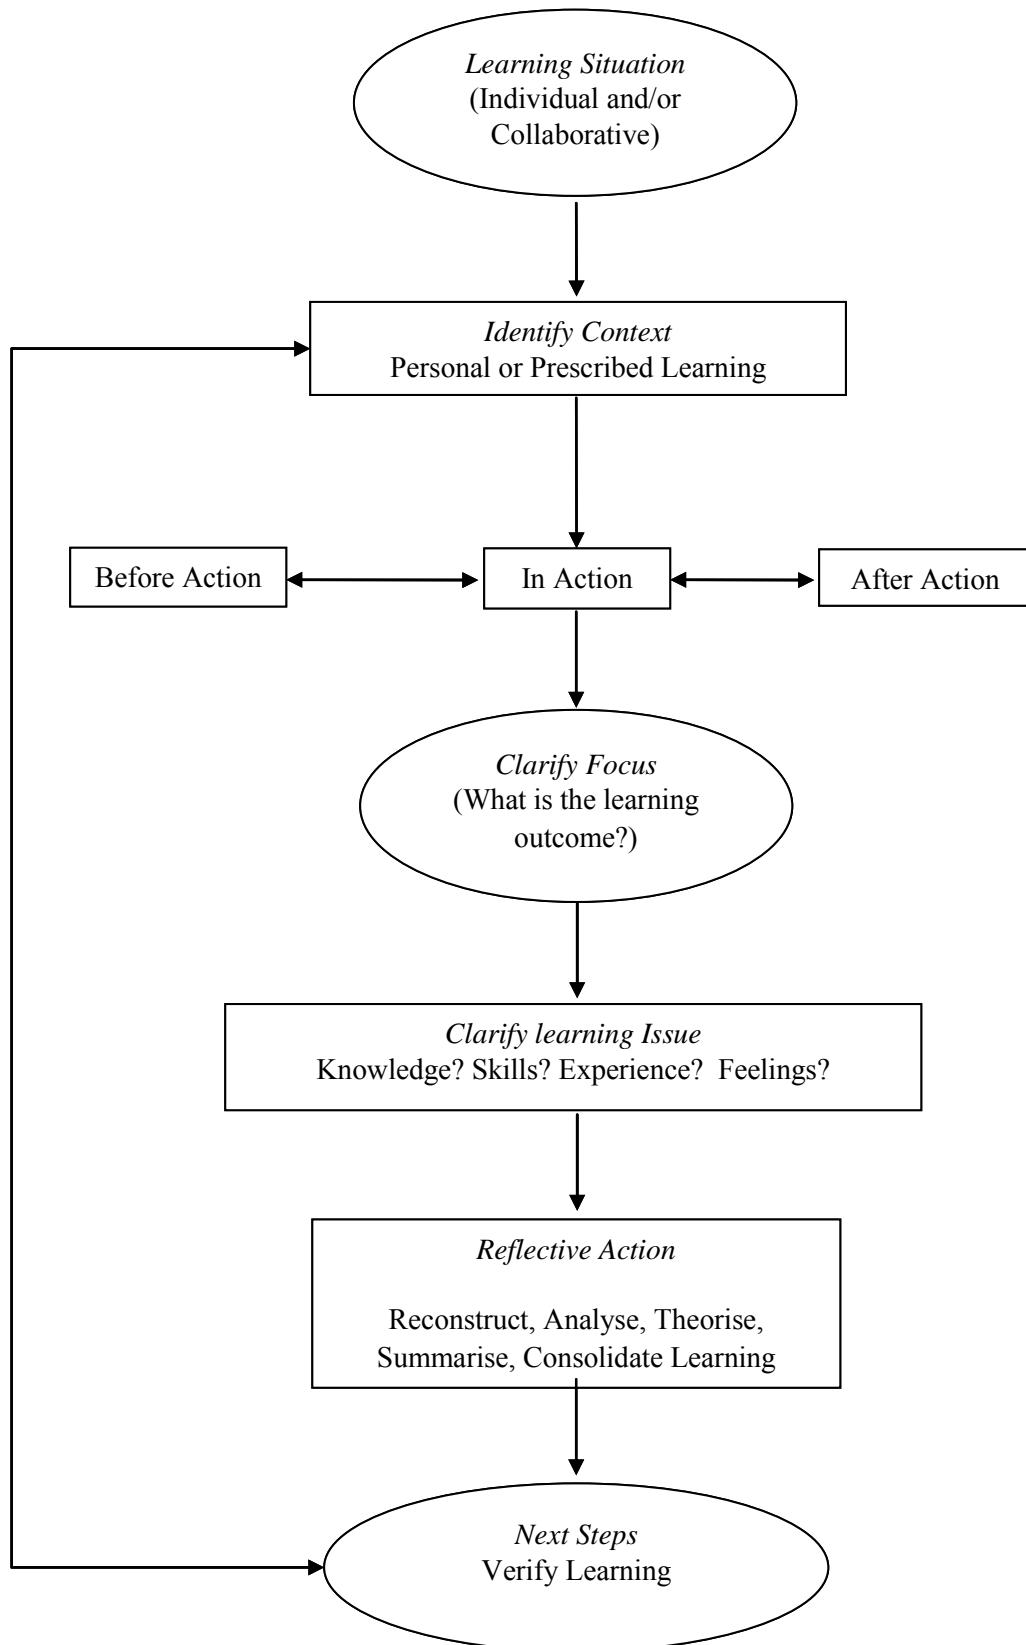 Learning Situation
(Individual and/or
Collaborative)
Identify Context
Personal or Prescribed Learning
Before Action
In Action
After Action
Clarify Focus
(What is the learning
outcome?)
Clarify learning Issue
Knowledge? Skills? Experience?  Feelings?
Reflective Action
Reconstruct, Analyse, Theorise,
Summarise, Consolidate Learning
Next Steps
Verify Learning